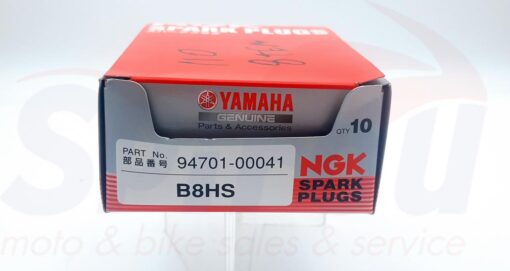 SPARK PLUGS
10
YAMAHA
GENUINE
Parts & Accessories
QTY 10
PART No.
部品番号 94701-00041
B8HS
NGK
SPARK
PLUGS
moto & bike sales & service